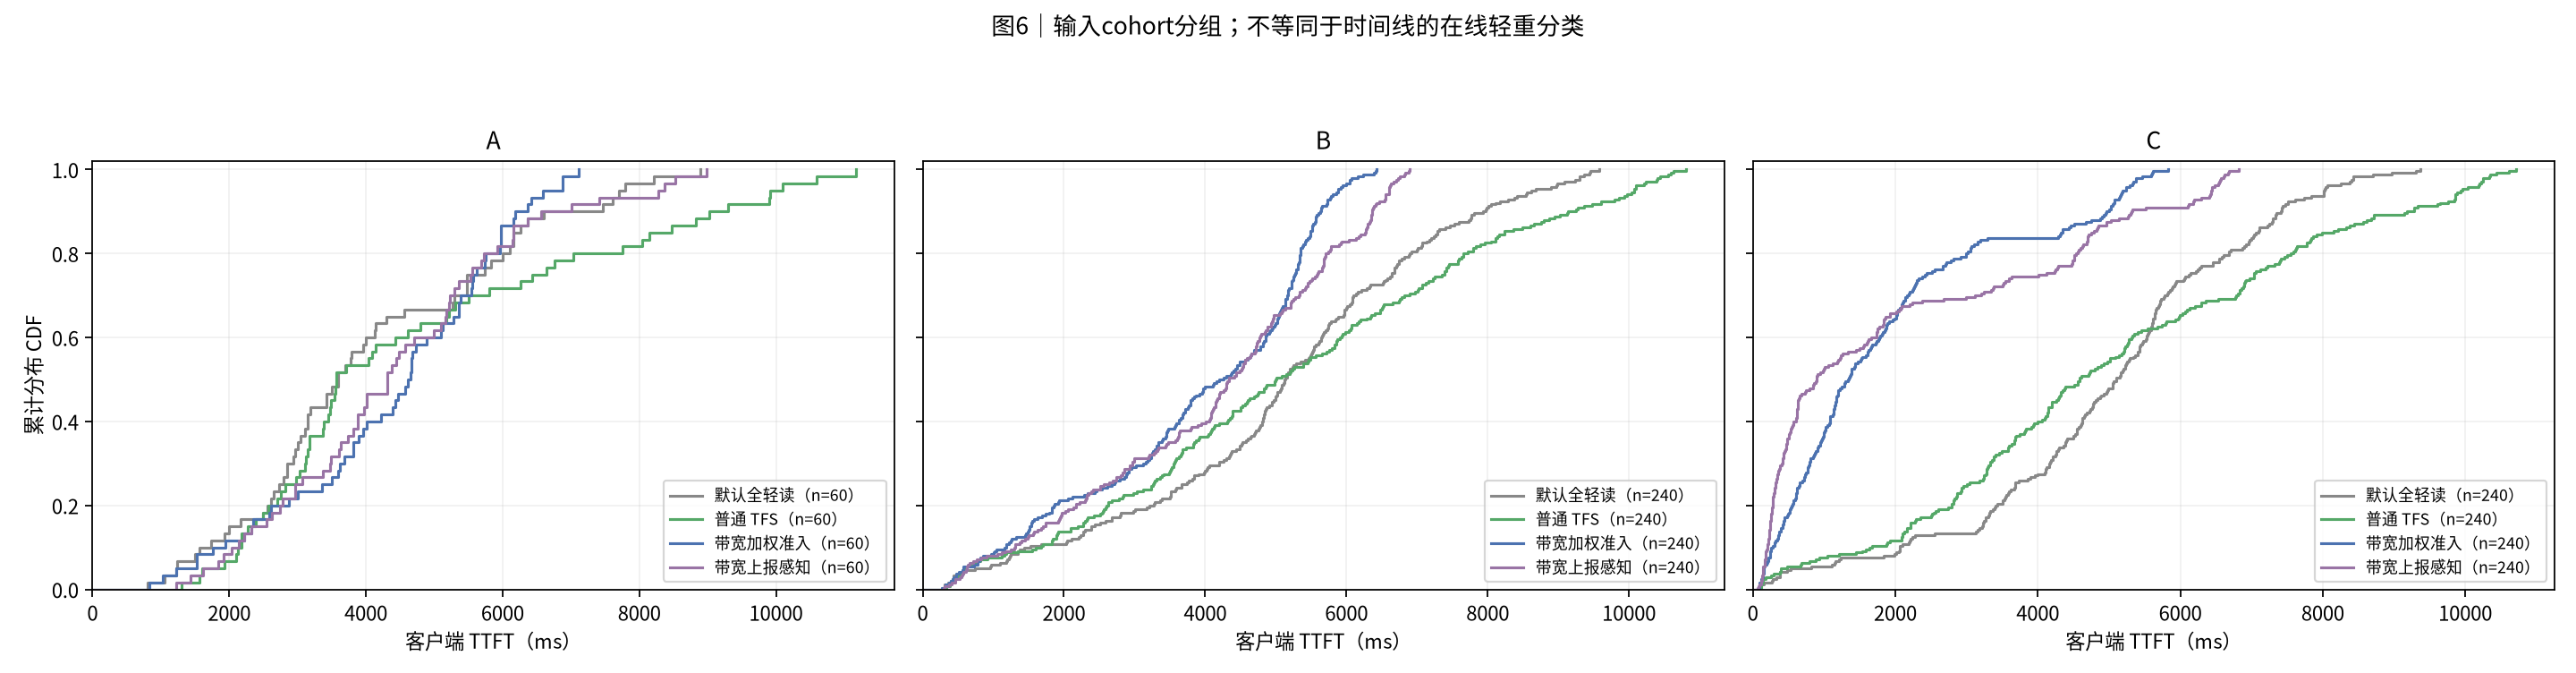 图6｜输入cohort分组；不等同于时间线的在线轻重分类
A
累计分布 CDF
1.0
0.8
0.6
0.4
0.2
0.0
0
2000
4000
6000
8000
10000
客户端 TTFT（ms）
默认全轻读（n=60）
普通 TFS（n=60）
带宽加权准入（n=60）
带宽上报感知（n=60）
B
0
2000
4000
6000
8000
10000
客户端 TTFT（ms）
默认全轻读（n=240）
普通 TFS（n=240）
带宽加权准入（n=240）
带宽上报感知（n=240）
C
0
2000
4000
6000
8000
10000
客户端 TTFT（ms）
默认全轻读（n=240）
普通 TFS（n=240）
带宽加权准入（n=240）
带宽上报感知（n=240）